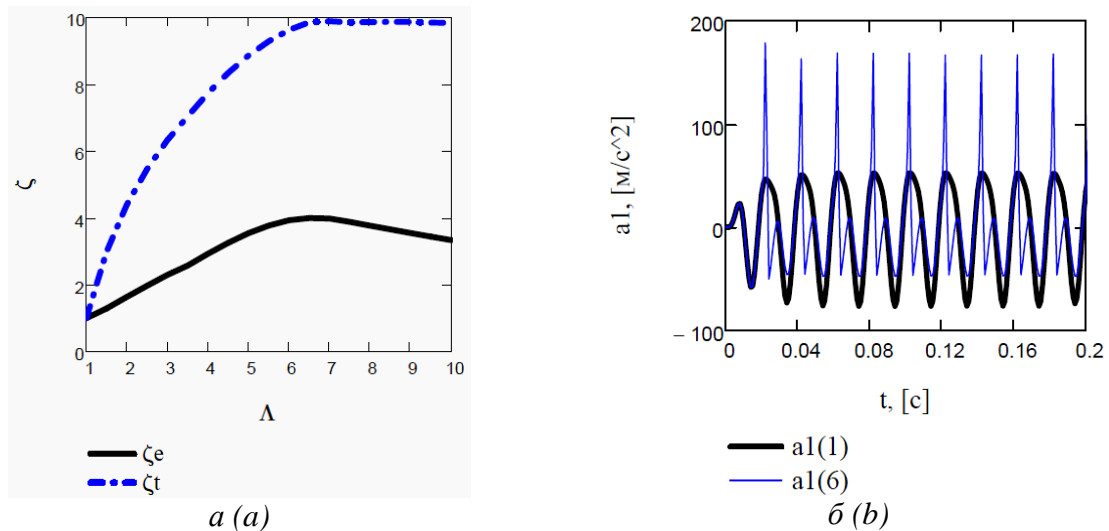 10
8
6
4
2
0
ζ
1 2 3 4 5 6 7 8 9 10
Λ
ζe
ζt
а (a)
200
100
0
− 100
a1, [м/с^2]
0 0.04 0.08 0.12 0.16 0.2
t, [с]
a1(1)
a1(6)
б (b)